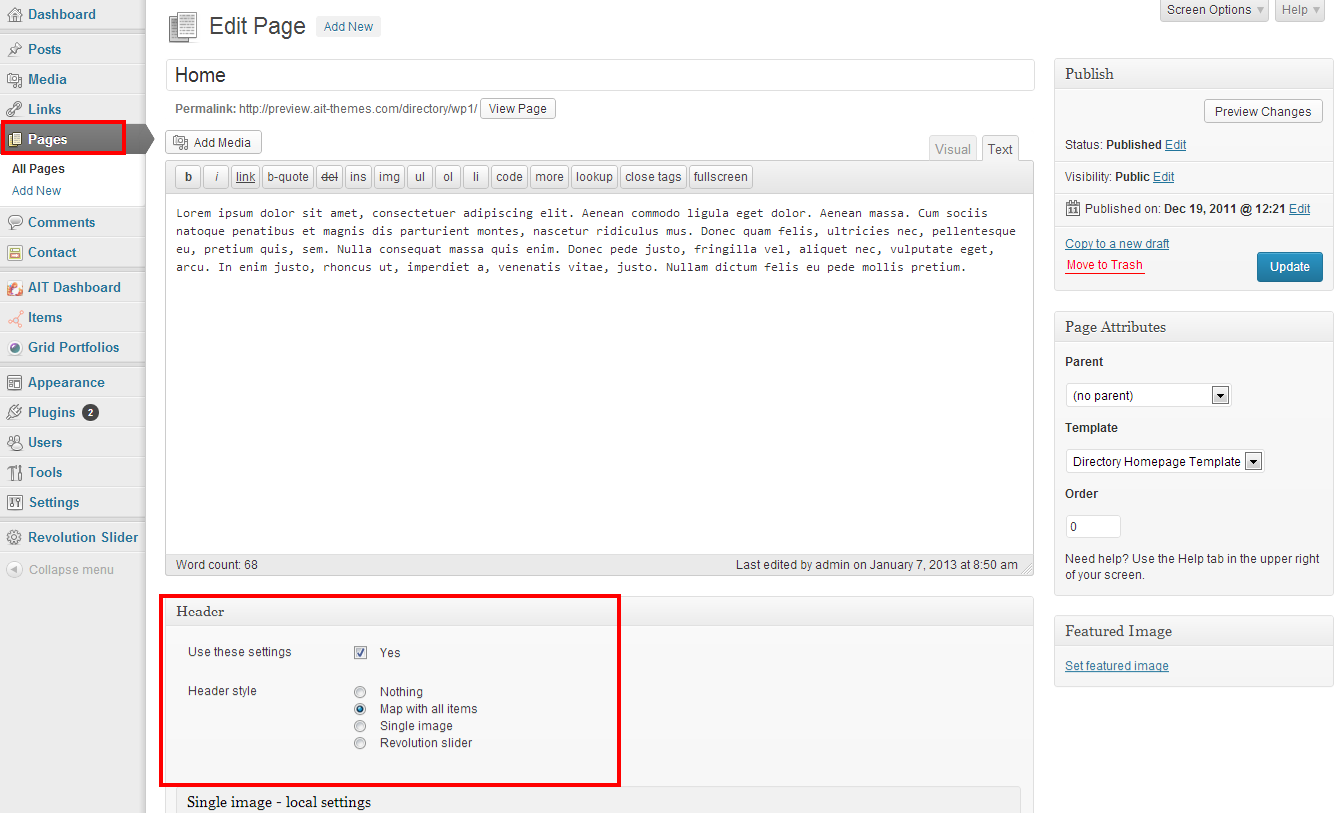 Dashboard
Posts
Media
Links
Pages
All Pages
Add New
Comments
Contact
AIT Dashboard
Items
Grid Portfolios
Appearance
Plugins 2
Users
Tools
Settings
Revolution Slider
Collapse menu
Screen Options
Help
Edit Page Add New
Home
Permalink: http://preview.ait-themes.com/directory/wp1/ View Page
Add Media
Visual Text
b i link b-quote del ins img ul ol li code more lookup close tags fullscreen
Lorem ipsum dolor sit amet, consectetuer adipiscing elit. Aenean commodo ligula eget dolor. Aenean massa. Cum sociis
natoque penatibus et magnis dis parturient montes, nascetur ridiculus mus. Donec quam felis, ultricies nec, pellentesque
eu, pretium quis, sem. Nulla consequat massa quis enim. Donec pede justo, fringilla vel, aliquet nec, vulputate eget,
arcu. In enim justo, rhoncus ut, imperdiet a, venenatis vitae, justo. Nullam dictum felis eu pede mollis pretium.
Word count: 68 Last edited by admin on January 7, 2013 at 8:50 am
Header
Use these settings Yes
Header style Nothing
Map with all items
Single image
Revolution slider
Single image - local settings
Publish
Preview Changes
Status: Published Edit
Visibility: Public Edit
11 Published on: Dec 19, 2011 @ 12:21 Edit
Copy to a new draft
Move to Trash
Update
Page Attributes
Parent
(no parent)
Template
Directory Homepage Template
Order
0
Need help? Use the Help tab in the upper right
of your screen.
Featured Image
Set featured image